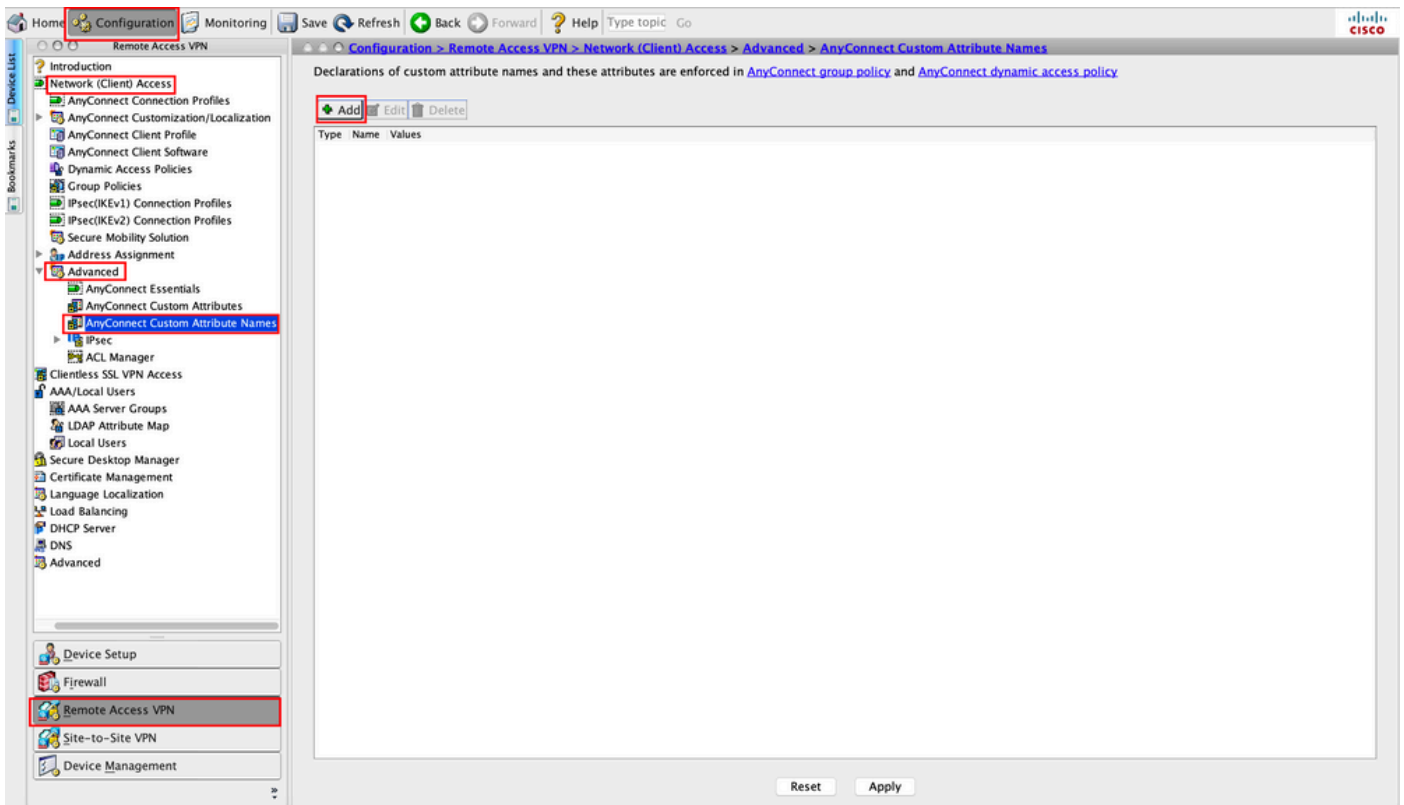 Home Configuration Monitoring Save Refresh Back Forward Help Type topic Go
CISCO
Device List
Bookmarks
Remote Access VPN
Introduction
Network (Client) Access
AnyConnect Connection Profiles
AnyConnect Customization/Localization
AnyConnect Client Profile
AnyConnect Client Software
Dynamic Access Policies
Group Policies
IPsec(IKEv1) Connection Profiles
IPsec(IKEv2) Connection Profiles
Secure Mobility Solution
Address Assignment
Advanced
AnyConnect Essentials
AnyConnect Custom Attributes
AnyConnect Custom Attribute Names
IPsec
ACL Manager
Clientless SSL VPN Access
AAA/Local Users
AAA Server Groups
LDAP Attribute Map
Local Users
Secure Desktop Manager
Certificate Management
Language Localization
Load Balancing
DHCP Server
DNS
Advanced
Device Setup
Firewall
Remote Access VPN
Site-to-Site VPN
Device Management
Configuration > Remote Access VPN > Network (Client) Access > Advanced > AnyConnect Custom Attribute Names
Declarations of custom attribute names and these attributes are enforced in AnyConnect group policy and AnyConnect dynamic access policy
Add Edit Delete
Type Name Values
Reset Apply